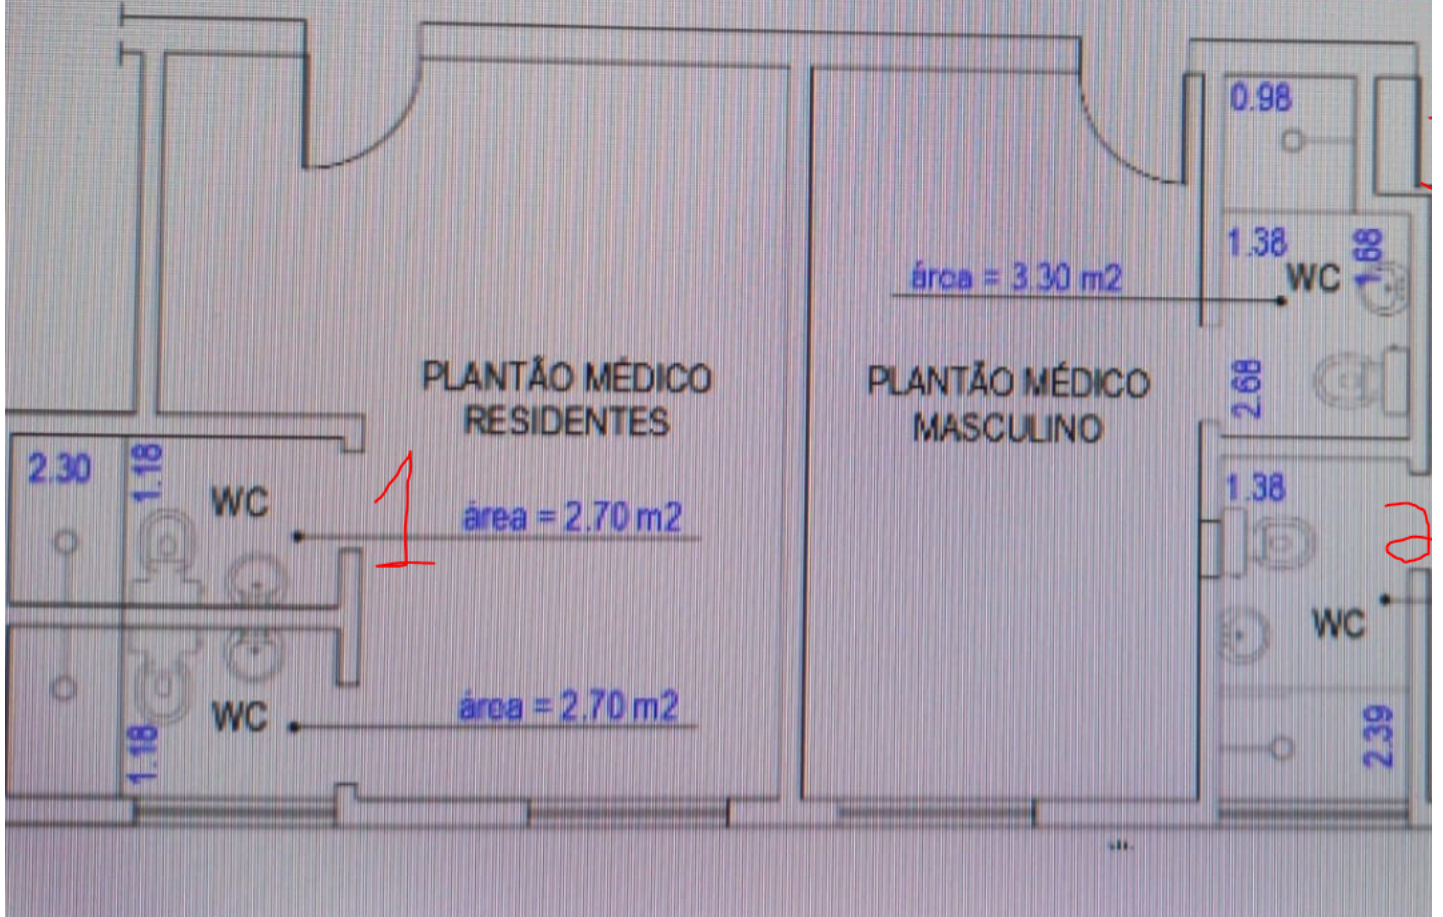 0.98
1.38
1.68
WC
área = 3.30 m2
PLANTÃO MÉDICO
RESIDENTES
PLANTÃO MÉDICO
MASCULINO
2.68
2.30
1.18
WC
1
área = 2.70 m2
1.38
2
WC
WC
área = 2.70 m2
1.18
2.39